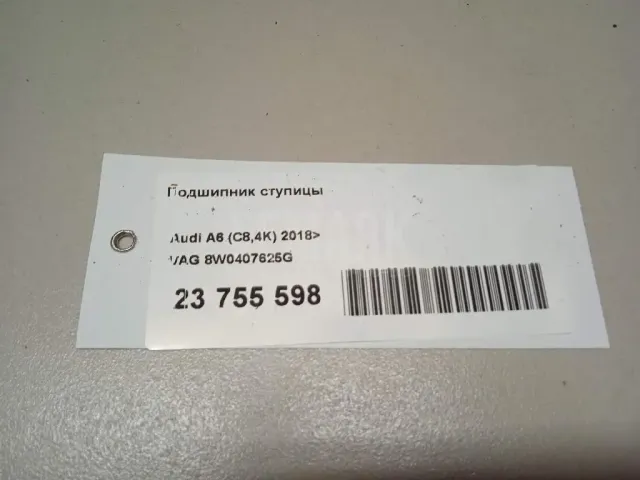 Подшипник ступицы
Audi A6 (C8,4K) 2018>
VAG 8W0407625G
23 755 598